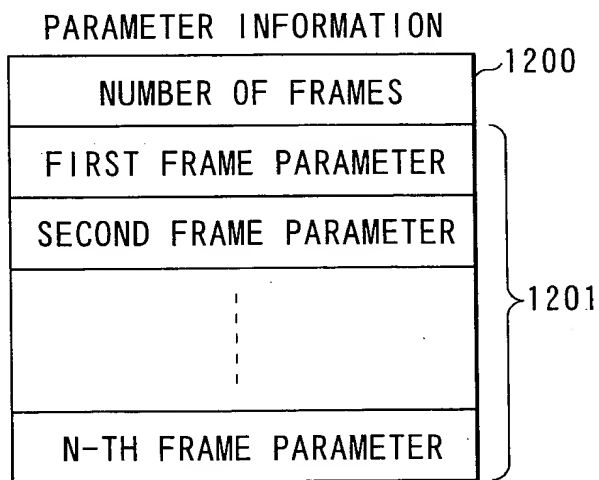 PARAMETER INFORMATION
1200
NUMBER OF FRAMES
FIRST FRAME PARAMETER
SECOND FRAME PARAMETER
1201
N-TH FRAME PARAMETER